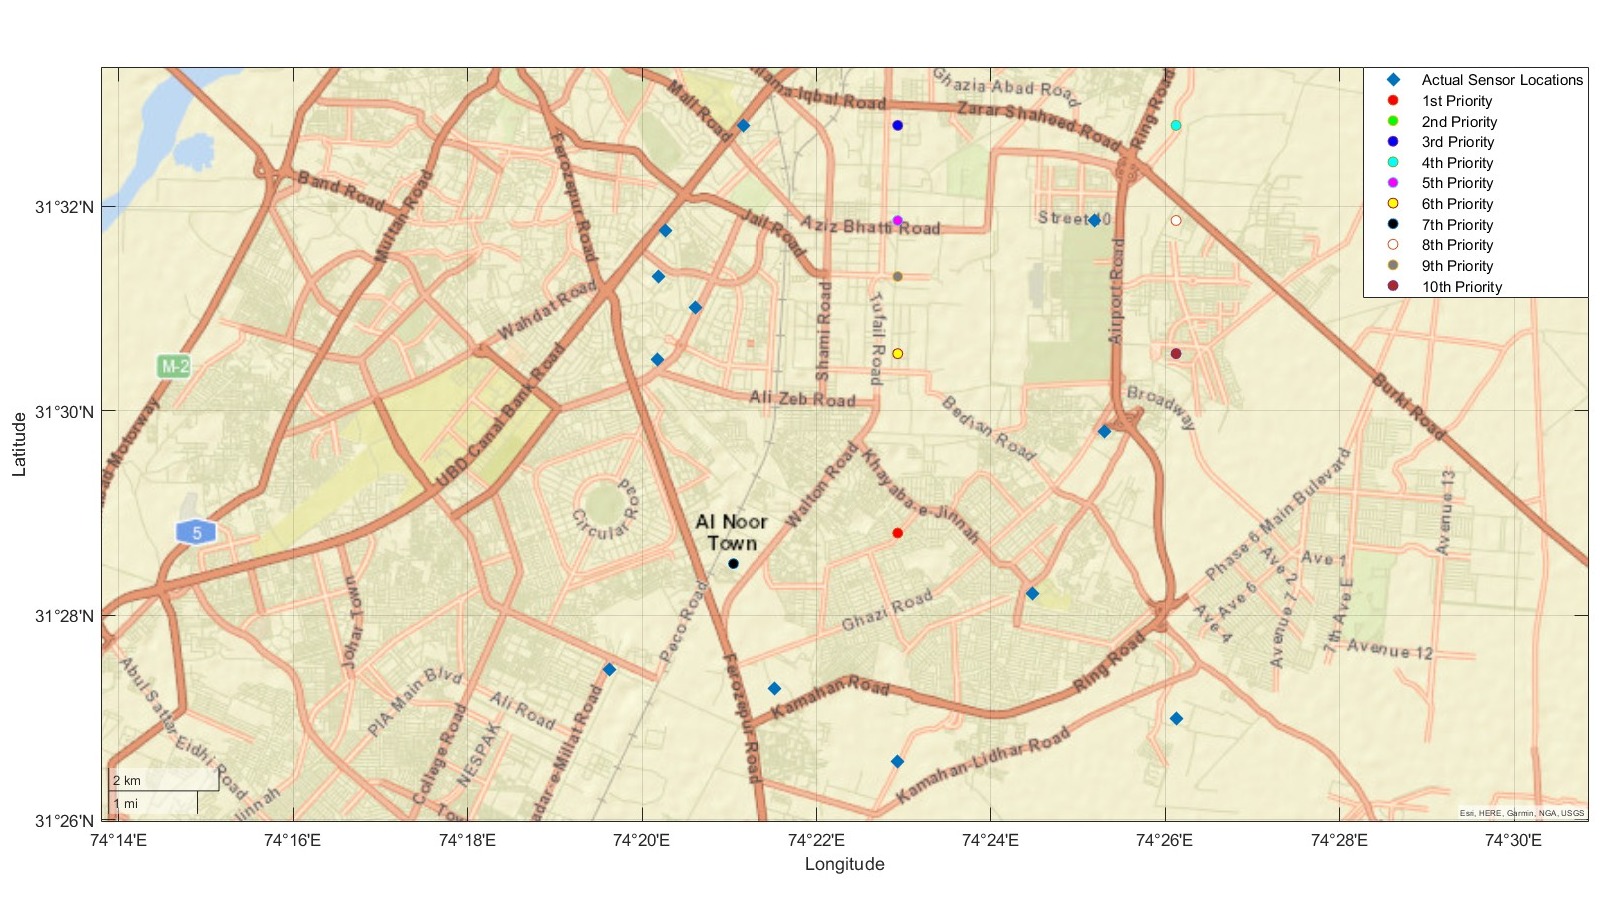 Actual Sensor Locations
1st Priority
2nd Priority
3rd Priority
4th Priority
5th Priority
6th Priority
7th Priority
8th Priority
9th Priority
10th Priority
Mall Road
Iqbal Road
Ghazia Abad Road
Zarar Shaheed Road
Ring Road
Ferozepur Road
Band Road
Multan Road
Jail Road
Aziz Bhatti Road
Airport Road
Wahdat Road
Shami Road
Tufail Road
M-2
Motorway
UBD Canal Bank Road
Ali Zeb Road
Bedian Road
Broadway
Burki Road
5
Circular Road
Al Noor
Town
Walton Road
Khayaba-e-Jinnah
Phase 6 Main Bulevard
Avenue 13
Ave 1
Ave 2
Ave 6
Ave 4
Avenue 7
7th Ave E
Avenue 12
Johar Town
Peco Road
Ghazi Road
Ferozepur Road
Kamahan Road
Ring Road
Kamahan-Lidhar Road
Abul Sattar Eidhi Road
PIA Main Blvd
Ali Road
College Road
NESPAK
adar-e-Millat Road
Jinnah
2 km
1 mi
Esri, HERE, Garmin, NGA, USGS
31°32'N
31°30'N
31°28'N
31°26'N
Latitude
74°14'E 74°16'E 74°18'E 74°20'E 74°22'E 74°24'E 74°26'E 74°28'E 74°30'E
Longitude